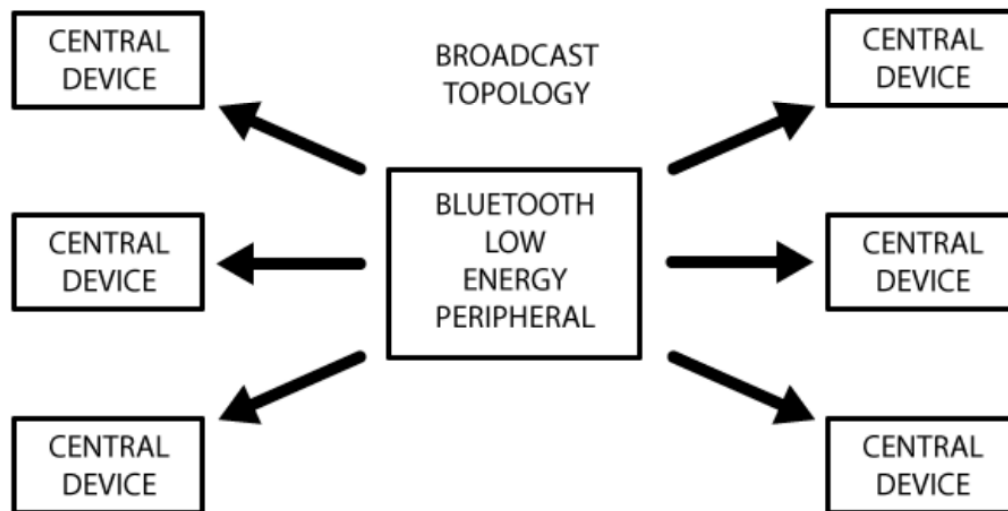 CENTRAL
DEVICE
BROADCAST
TOPOLOGY
CENTRAL
DEVICE
CENTRAL
DEVICE
BLUETOOTH
LOW
ENERGY
PERIPHERAL
CENTRAL
DEVICE
CENTRAL
DEVICE
CENTRAL
DEVICE